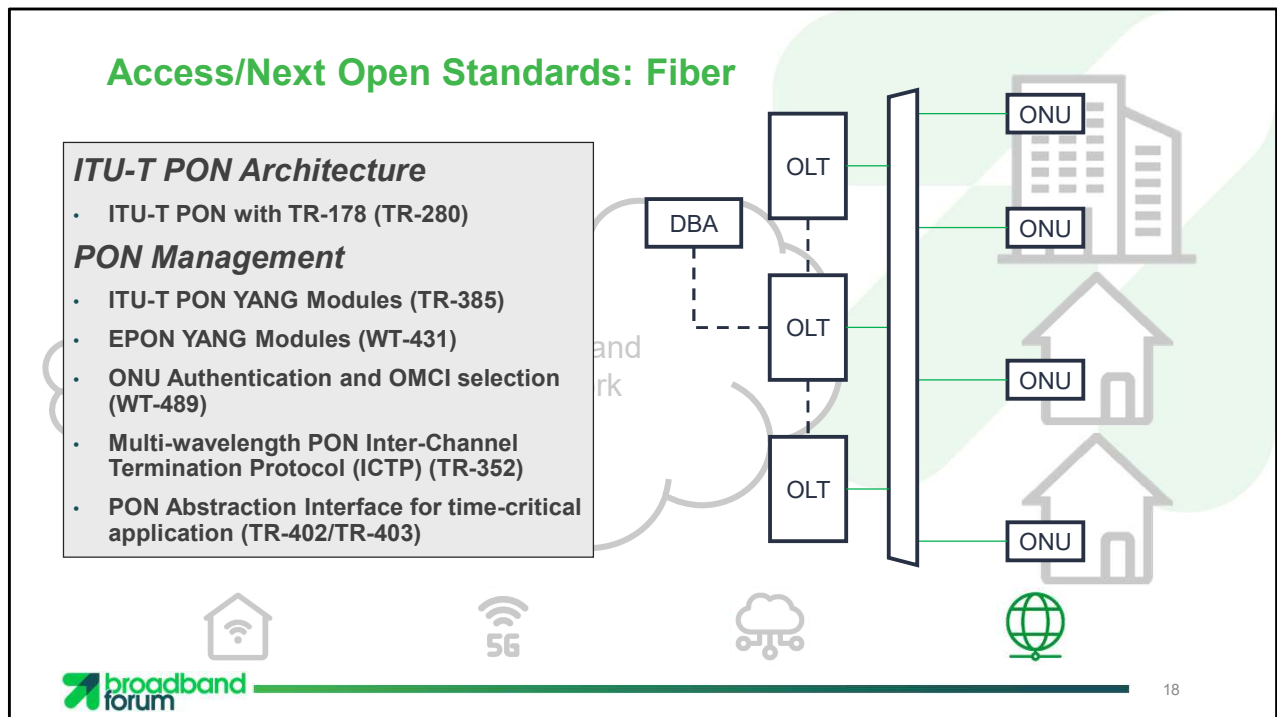 Access/Next Open Standards: Fiber
ITU-T PON Architecture
• ITU-T PON with TR-178 (TR-280)
PON Management
• ITU-T PON YANG Modules (TR-385)
• EPON YANG Modules (WT-431)
• ONU Authentication and OMCI selection
(WT-489)
• Multi-wavelength PON Inter-Channel
Termination Protocol (ICTP) (TR-352)
• PON Abstraction Interface for time-critical
application (TR-402/TR-403)
and
rk
DBA
OLT
OLT
OLT
ONU
ONU
ONU
ONU
5G
broadband
forum
18